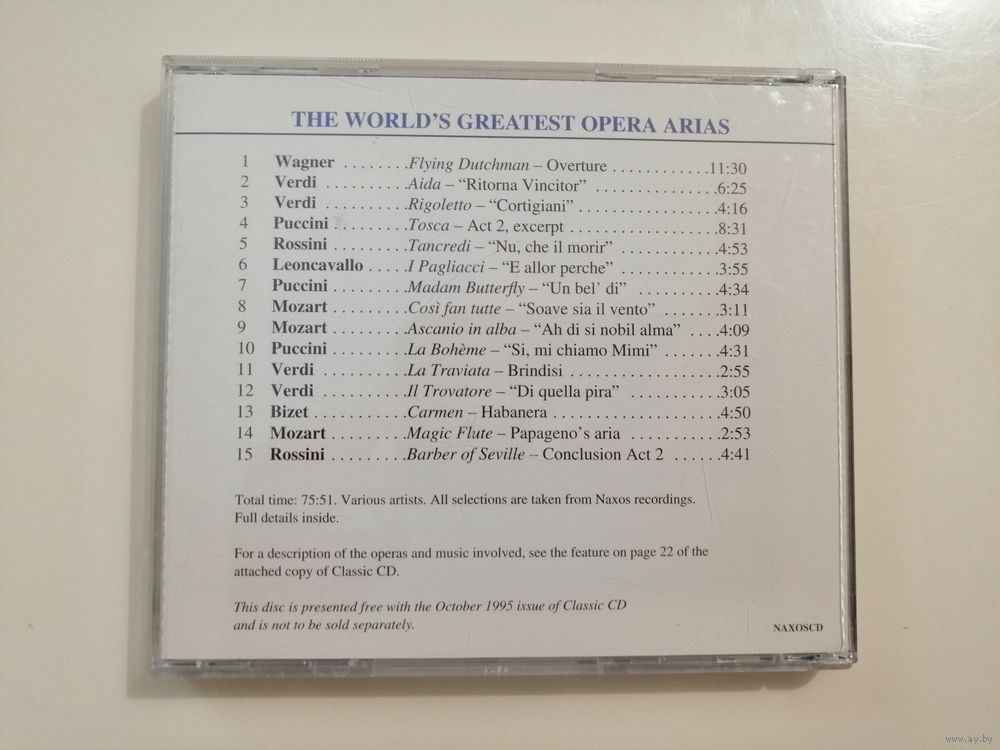 THE WORLD'S GREATEST OPERA ARIAS
1 Wagner ........Flying Dutchman – Overture ............11:30
2 Verdi ..........Aida – “Ritorna Vincitor” ...............6:25
3 Verdi ..........Rigoletto – “Cortigiani”.................4:16
4 Puccini.........Tosca – Act 2, excerpt ..................8:31
5 Rossini .........Tancredi – “Nu, che il morir” ............4:53
6 Leoncavallo .....I Pagliacci – “E allor perche” ............3:55
7 Puccini .........Madam Butterfly – “Un bel' di” ...........4:34
8 Mozart .........Così fan tutte – “Soave sia il vento” .......3:11
9 Mozart .........Ascanio in alba – “Ah di si nobil alma” ....4:09
10 Puccini .........La Bohème – “Si, mi chiamo Mimi” .......4:31
11 Verdi ..........La Traviata – Brindisi ..................2:55
12 Verdi ..........Il Trovatore – “Di quella pira” ...........3:05
13 Bizet ...........Carmen – Habanera ....................4:50
14 Mozart .........Magic Flute – Papageno's aria ...........2:53
15 Rossini .........Barber of Seville – Conclusion Act 2 ......4:41
Total time: 75:51. Various artists. All selections are taken from Naxos recordings.
Full details inside.
For a description of the operas and music involved, see the feature on page 22 of the
attached copy of Classic CD.
This disc is presented free with the October 1995 issue of Classic CD
and is not to be sold separately.
NAXOSCD
www.ay.by